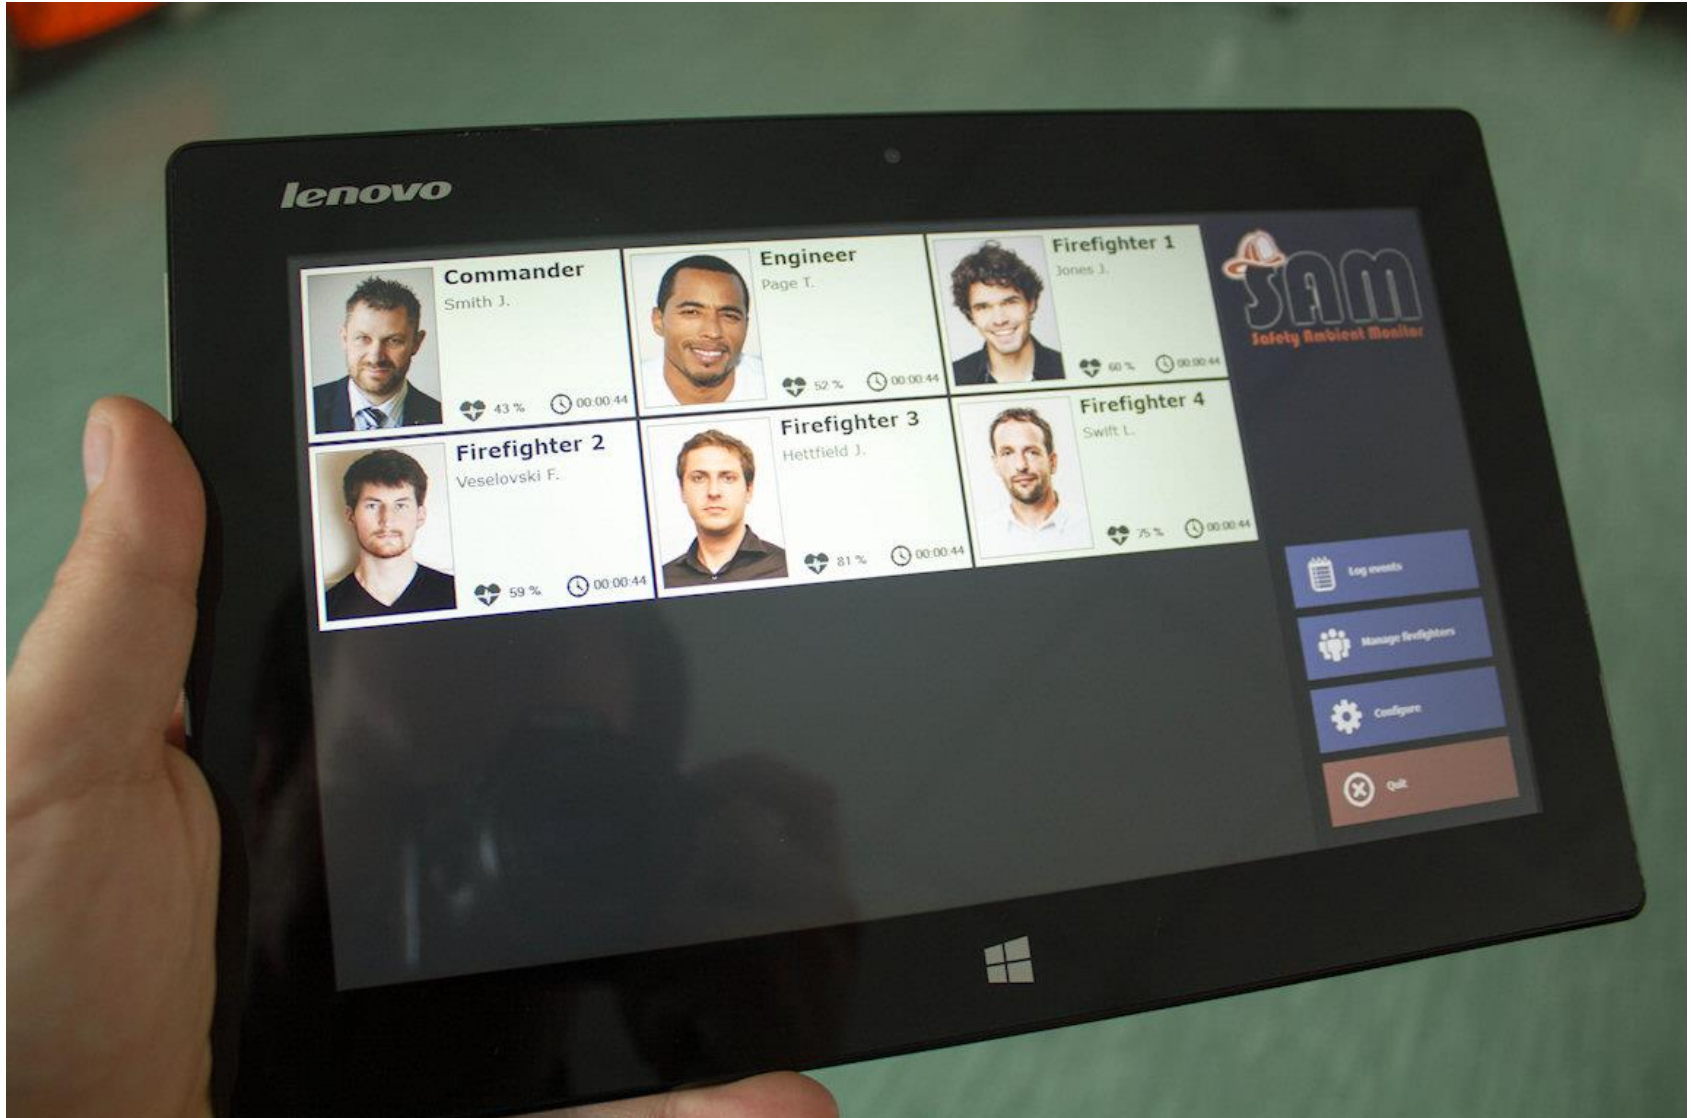 lenovo
Commander
Smith J.
43 %
00:00:44
Engineer
Page T.
52 %
00:00:44
Firefighter 1
Jones J.
60 %
00:00:44
SAM
Safety Ambient Monitor
Firefighter 2
Veselovski F.
59 %
00:00:44
Firefighter 3
Hettfield J.
81 %
00:00:44
Firefighter 4
Swift L.
75 %
00:00:44
Log events
Manage firefighters
Configure
Quit